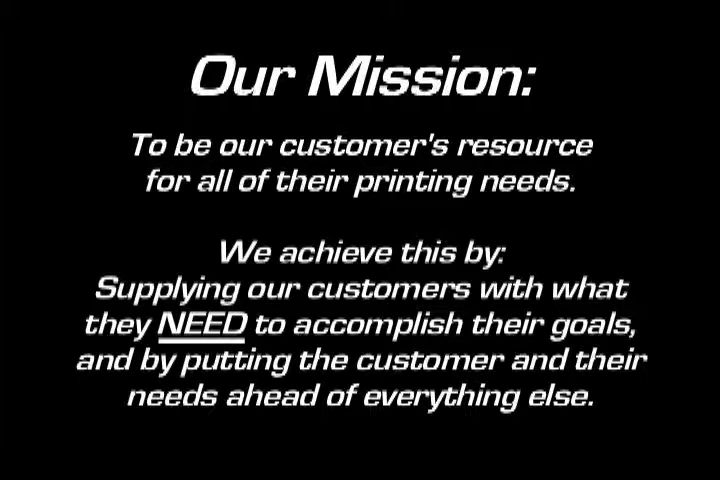 Our Mission:
To be our customer's resource
for all of their printing needs.
We achieve this by:
Supplying our customers with what
they NEED to accomplish their goals,
and by putting the customer and their
needs ahead of everything else.